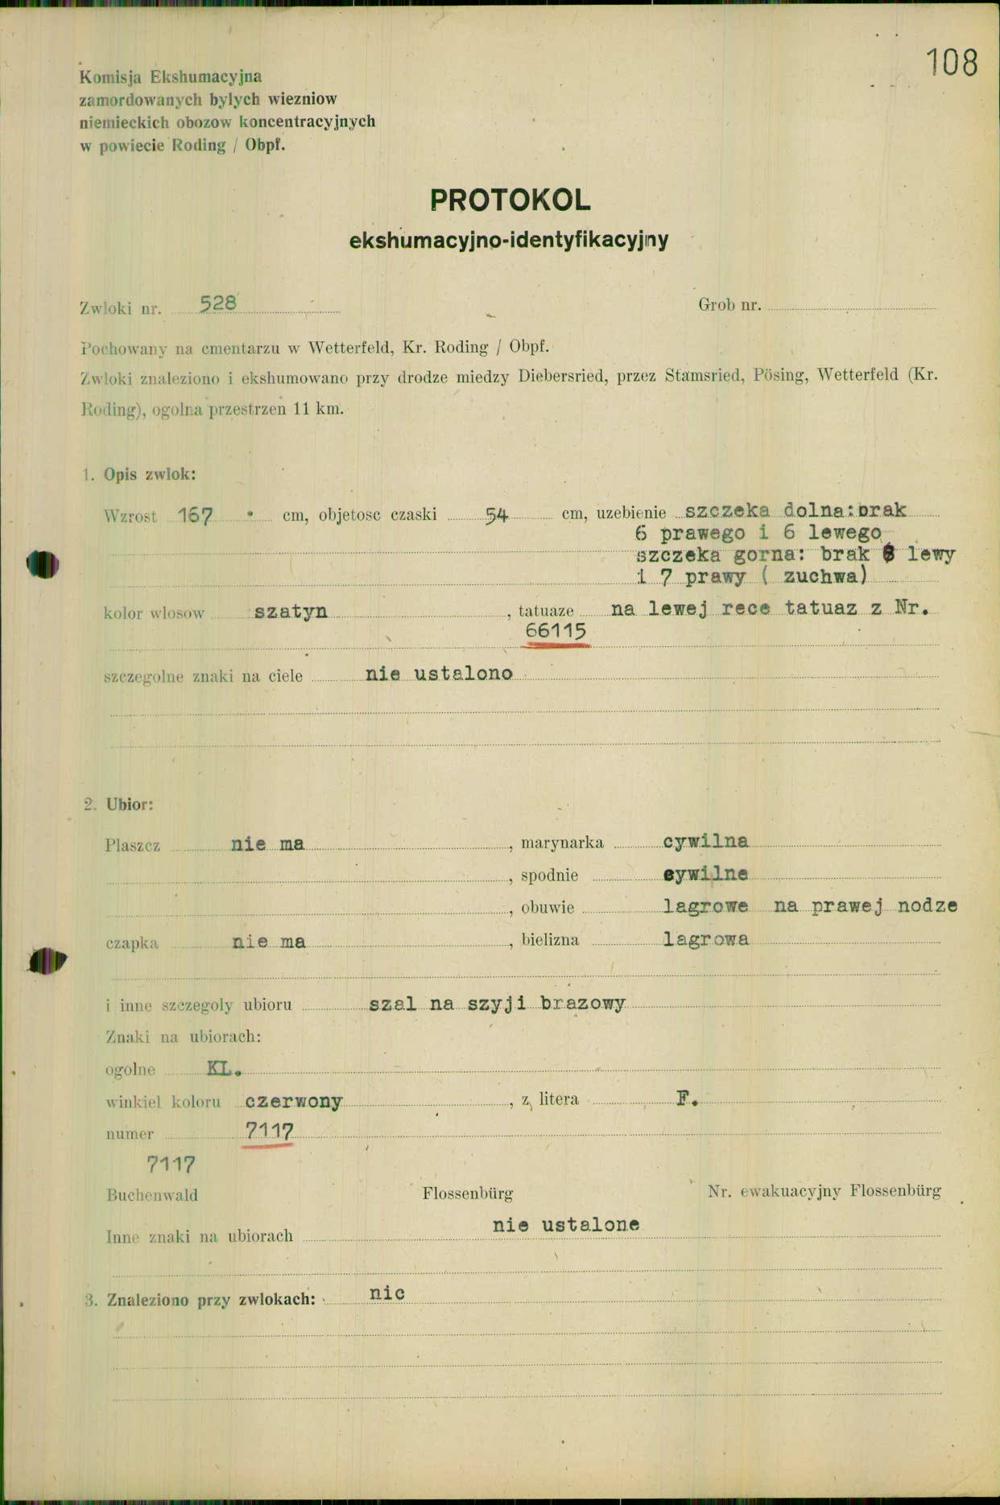 108
Komisja Ekshumacyjna
zamordowanych bylych wiezniow
niemieckich obozow koncentracyjnych
w powiecie Roding / Obpf.
PROTOKOL
ekshumacyjno-identyfikacyjny
Zwloki nr. 528 Grob nr.
Pochowany na cmentarzu w Wetterfeld, Kr. Roding / Obpf.
Zwloki znaleziono i ekshumowano przy drodze miedzy Diebersried, przez Stamsried, Pösing, Wetterfeld (Kr.
Roding), ogolna przestrzen 11 km.
1. Opis zwlok:
Wzrost 167 cm, objetosc czaski 54 cm, uzebienie szczeka dolna:brak
6 prawego i 6 lewego
szczeka gorna: brak lewy
i 7 prawy ( zuchwa)
kolor wlosow szatyn , tatuaze na lewej rece tatuaz z Nr.
66115
szczegolne znaki na ciele nie ustalono
2. Ubior:
Plaszcz nie ma , marynarka cywilna
, spodnie cywilne
, obuwie lagrowe na prawej nodze
czapka nie ma , bielizna lagrowa
i inne szczegoly ubioru szal na szyji brazowy
Znaki na ubiorach:
ogolne KL.
winkiel koloru czerwony , z litera F.
numer 7117
7117
Buchenwald Flossenbürg Nr. ewakuacyjny Flossenbürg
Inne znaki na ubiorach nie ustalone
3. Znaleziono przy zwlokach: nic